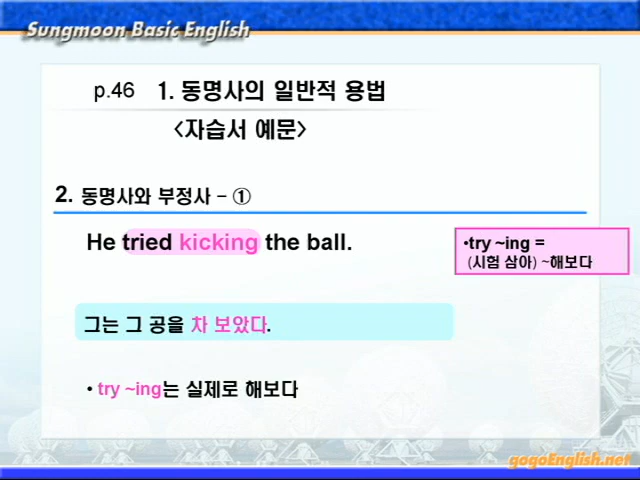 Sungmoon Basic English
p.46 1. 동명사의 일반적 용법
<자습서 예문>
2. 동명사와 부정사 - ①
He tried kicking the ball.
•try ~ing =
(시험 삼아) ~해보다
그는 그 공을 차 보았다.
• try ~ing는 실제로 해보다
gogoEnglish.net